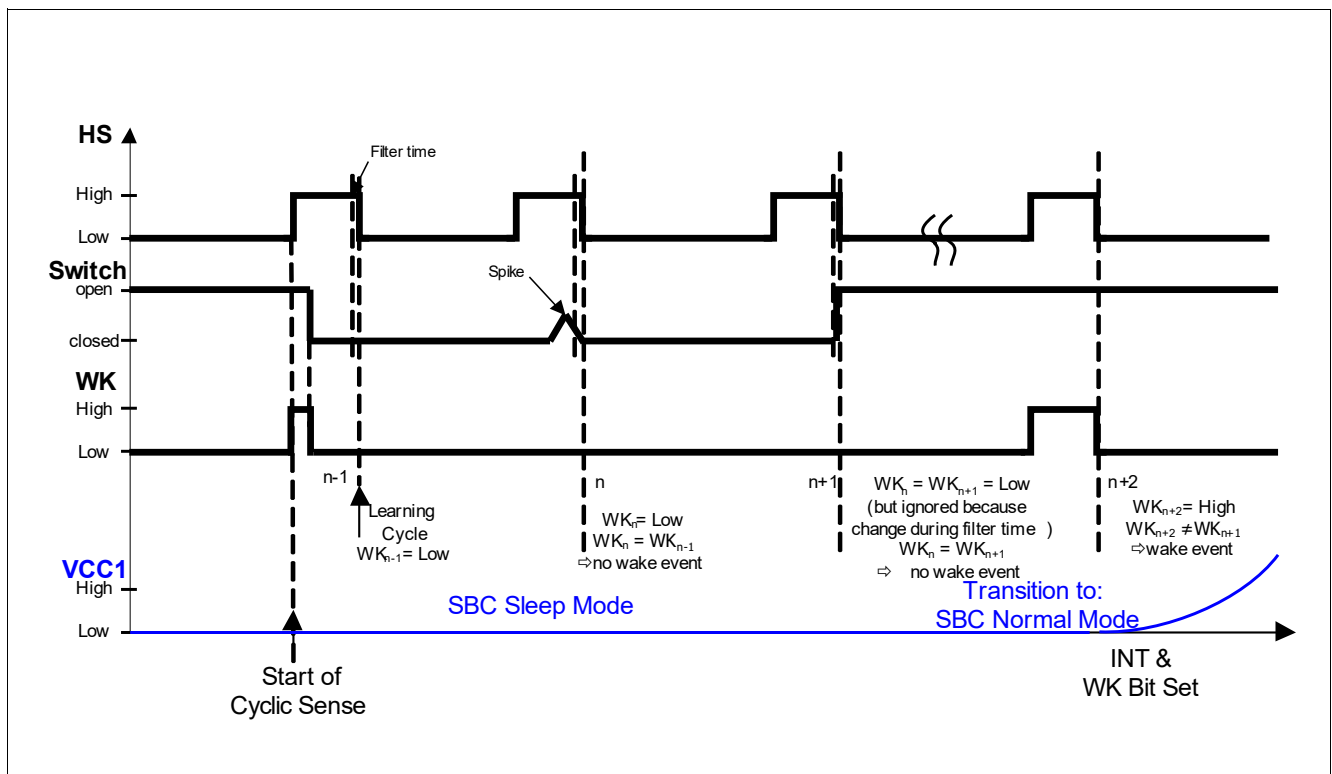 HS
Filter time
High
Low
Switch
open
Spike
closed
WK
High
Low
n-1
Learning
Cycle
WKn-1= Low
n
WKn= Low
WKn = WKn-1
⇨no wake event
n+1
WKn = WKn+1 = Low
(but ignored because
change during filter time )
WKn = WKn+1
⇨ no wake event
n+2
WKn+2= High
WKn+2 ≠WKn+1
⇨wake event
VCC1
High
Low
SBC Sleep Mode
Transition to:
SBC Normal Mode
Start of
Cyclic Sense
INT &
WK Bit Set